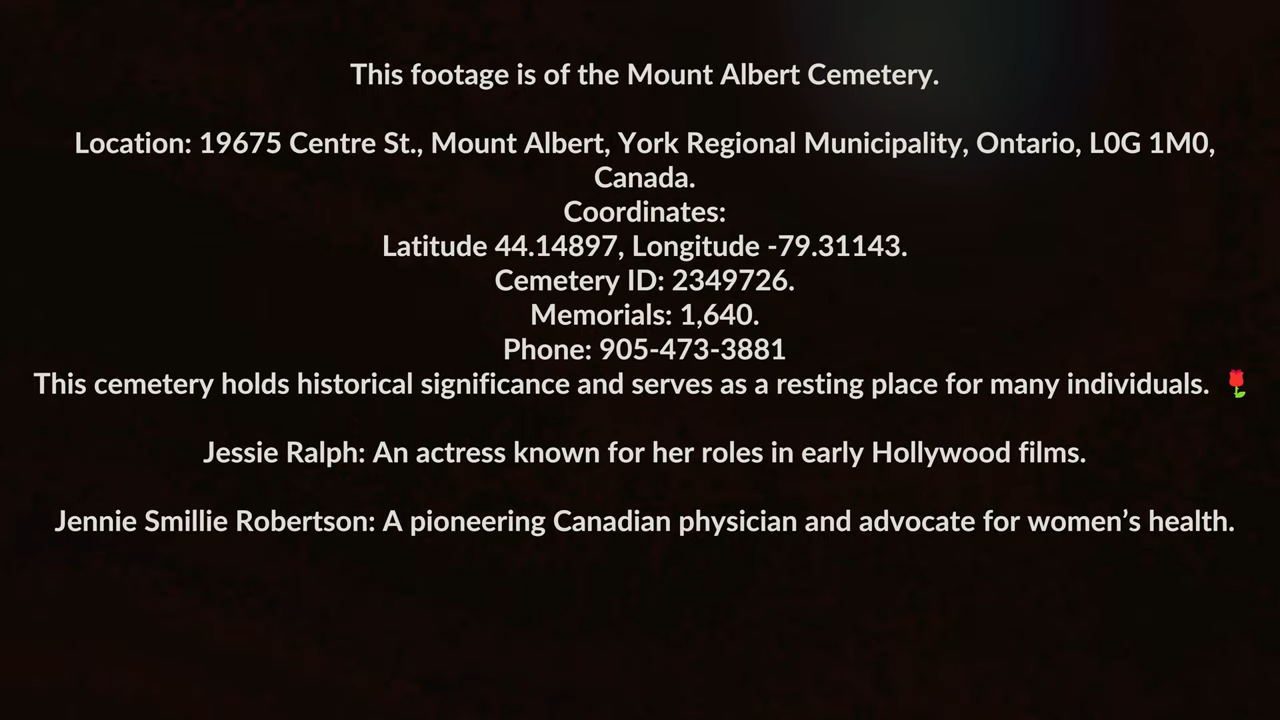 This footage is of the Mount Albert Cemetery.
Location: 19675 Centre St., Mount Albert, York Regional Municipality, Ontario, L0G 1M0,
Canada.
Coordinates:
Latitude 44.14897, Longitude -79.31143.
Cemetery ID: 2349726.
Memorials: 1,640.
Phone: 905-473-3881
This cemetery holds historical significance and serves as a resting place for many individuals. 🌹
Jessie Ralph: An actress known for her roles in early Hollywood films.
Jennie Smillie Robertson: A pioneering Canadian physician and advocate for women’s health.